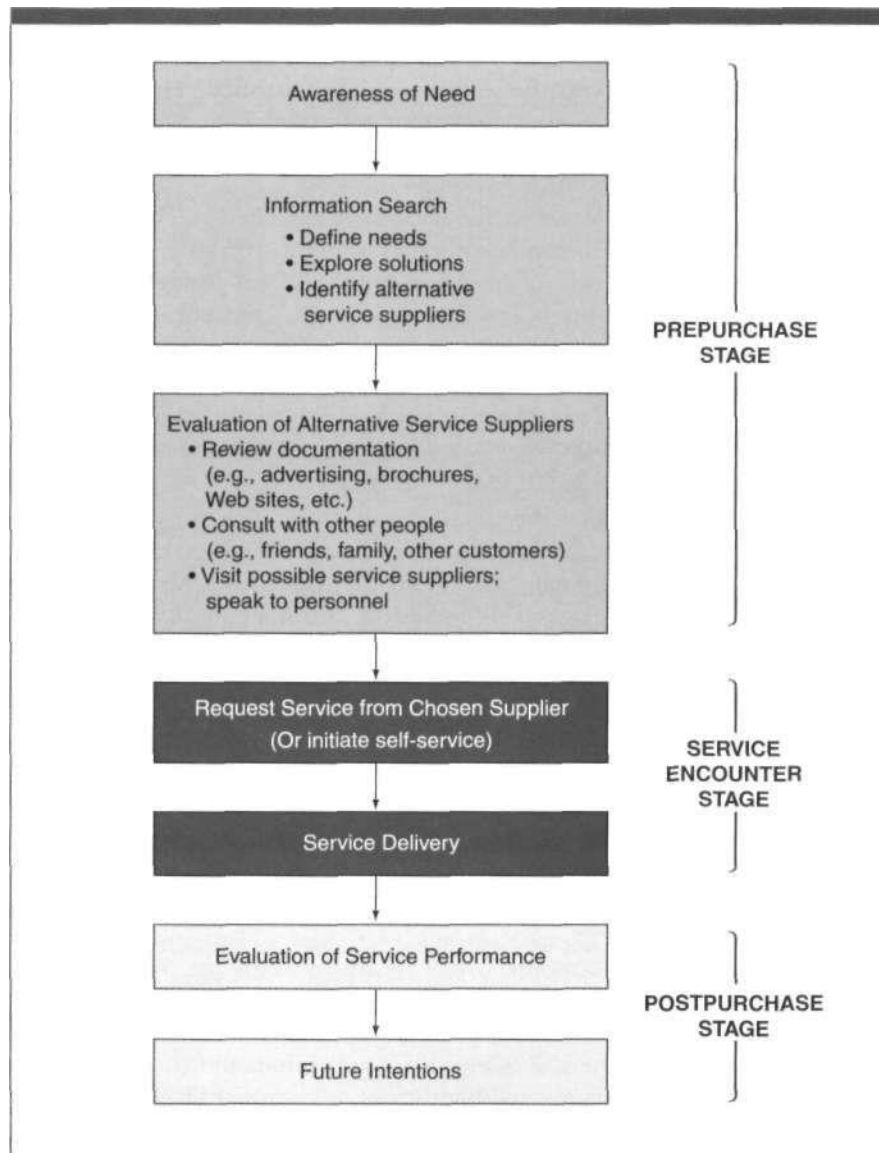 Awareness of Need
Information Search
• Define needs
• Explore solutions
• Identify alternative
service suppliers
PREPURCHASE
STAGE
Evaluation of Alternative Service Suppliers
• Review documentation
(e.g., advertising, brochures,
Web sites, etc.)
• Consult with other people
(e.g., friends, family, other customers)
• Visit possible service suppliers;
speak to personnel
Request Service from Chosen Supplier
(Or initiate self-service)
SERVICE
ENCOUNTER
STAGE
Service Delivery
Evaluation of Service Performance
POSTPURCHASE
STAGE
Future Intentions